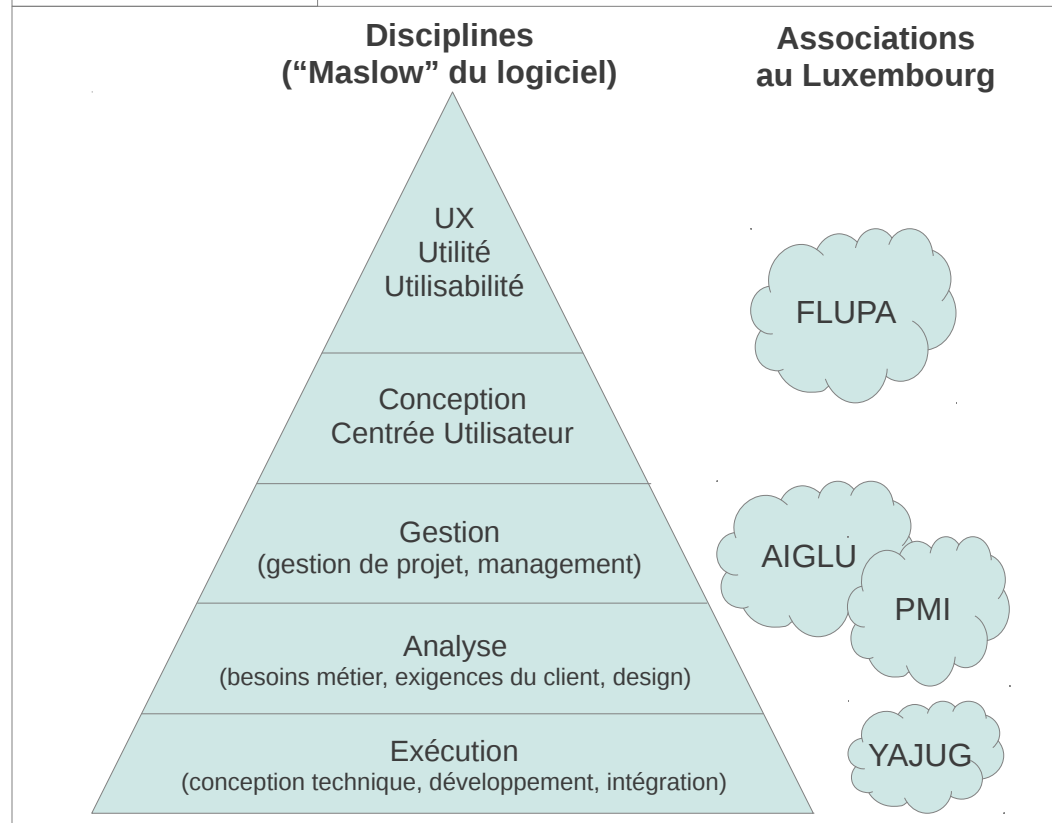 Disciplines
(“Maslow” du logiciel)
Associations
au Luxembourg
UX
Utilité
Utilisabilité
FLUPA
Conception
Centrée Utilisateur
Gestion
(gestion de projet, management)
AIGLU
PMI
Analyse
(besoins métier, exigences du client, design)
Exécution
(conception technique, développement, intégration)
YAJUG